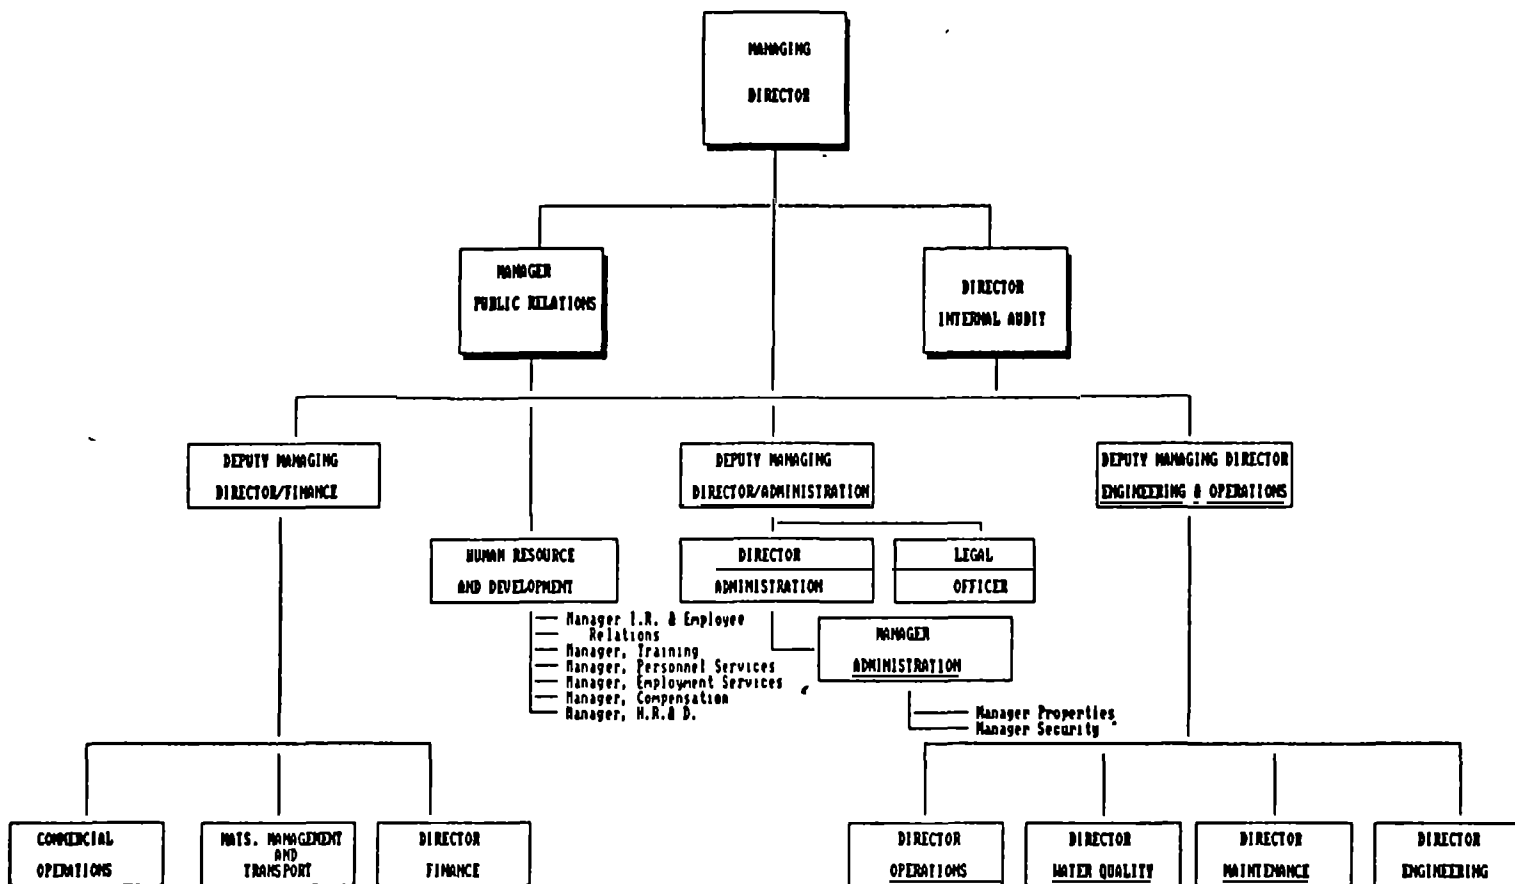 MANAGING
DIRECTOR
MANAGER
PUBLIC RELATIONS
DIRECTOR
INTERNAL AUDIT
DEPUTY MANAGING
DIRECTOR/FINANCE
DEPUTY MANAGING
DIRECTOR/ADMINISTRATION
DEPUTY MANAGING DIRECTOR
ENGINEERING & OPERATIONS
HUMAN RESOURCE
AND DEVELOPMENT
DIRECTOR
ADMINISTRATION
LEGAL
OFFICER
Manager I.R. & Employee
Relations
Manager, Training
Manager, Personnel Services
Manager, Employment Services
Manager, Compensation
Manager, H.R.& D.
MANAGER
ADMINISTRATION
Manager Properties
Manager Security
COMMERCIAL
OPERATIONS
MATS. MANAGEMENT
AND
TRANSPORT
DIRECTOR
FINANCE
DIRECTOR
OPERATIONS
DIRECTOR
WATER QUALITY
DIRECTOR
MAINTENANCE
DIRECTOR
ENGINEERING